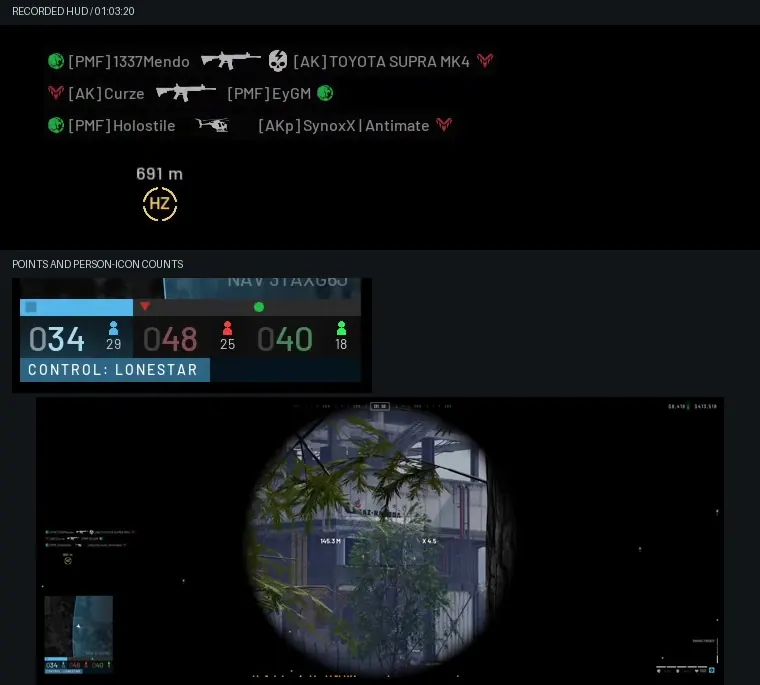 RECORDED HUD / 01:03:20
[PMF] 1337Mendo [AK] TOYOTA SUPRA MK4
[AK] Curze [PMF] EyGM
[PMF] Holostile [AKp] SynoxX | Antimate
691 m
HZ
POINTS AND PERSON-ICON COUNTS
034 29 048 25 040 18
CONTROL: LONESTAR
145.3 M X 4.5